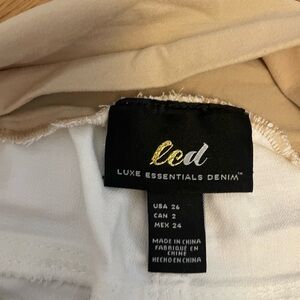 led
LUXE ESSENTIALS DENIM™
USA 26
CAN 2
MEX 24
MADE IN CHINA
FABRIQUÉ EN
CHINE
HECHO EN CHINA